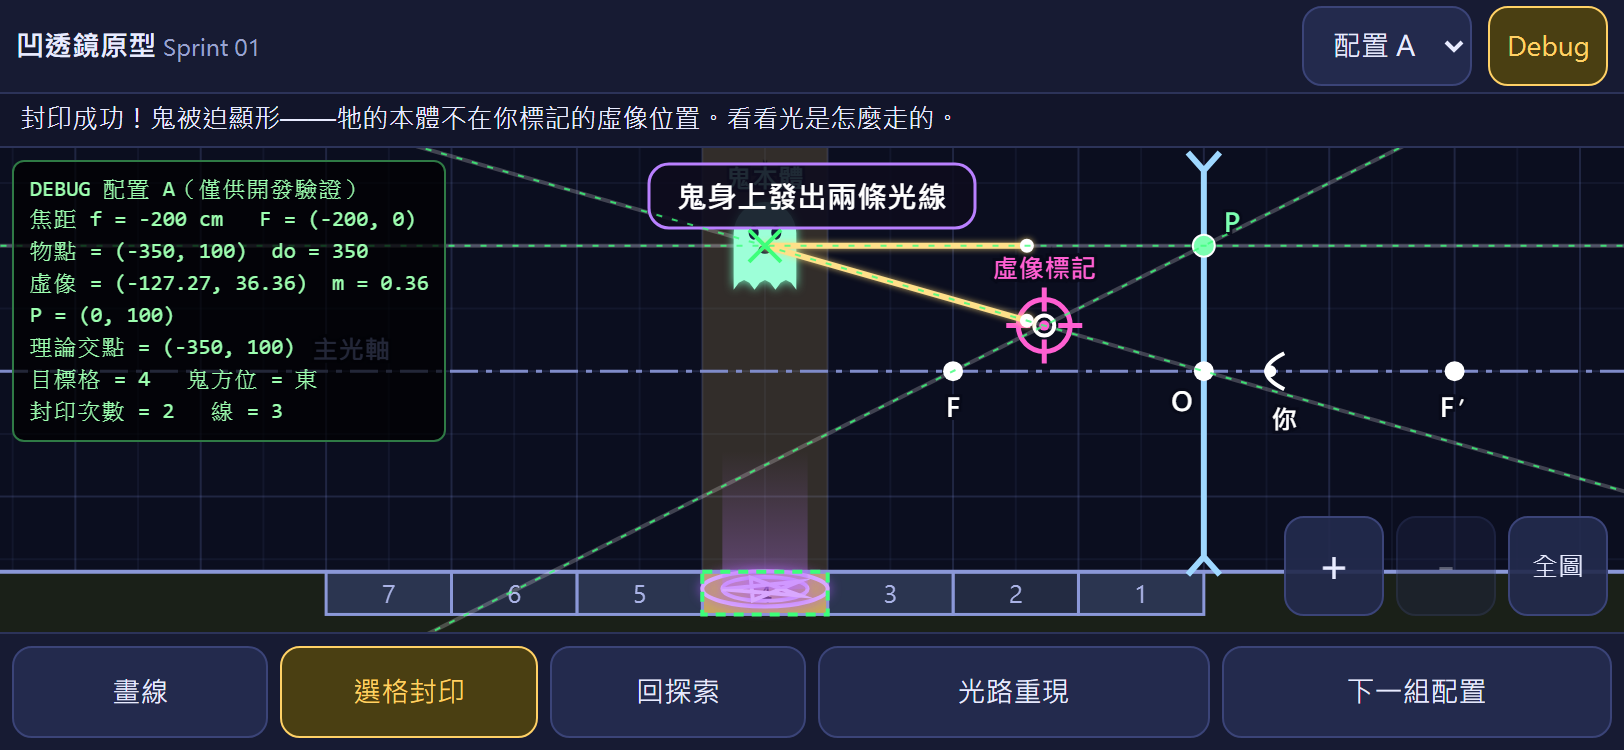 凹透鏡原型 Sprint 01
配置 A
Debug
封印成功！鬼被迫顯形——牠的本體不在你標記的虛像位置。看看光是怎麼走的。
DEBUG 配置 A（僅供開發驗證）
焦距 f = -200 cm F = (-200, 0)
物點 = (-350, 100) do = 350
虛像 = (-127.27, 36.36) m = 0.36
P = (0, 100)
理論交點 = (-350, 100)
目標格 = 4 鬼方位 = 東
封印次數 = 2 線 = 3
主光軸
鬼本體
鬼身上發出兩條光線
虛像標記
P
F
O
你
F′
7
6
5
3
2
1
+
-
全圖
畫線
選格封印
回探索
光路重現
下一組配置